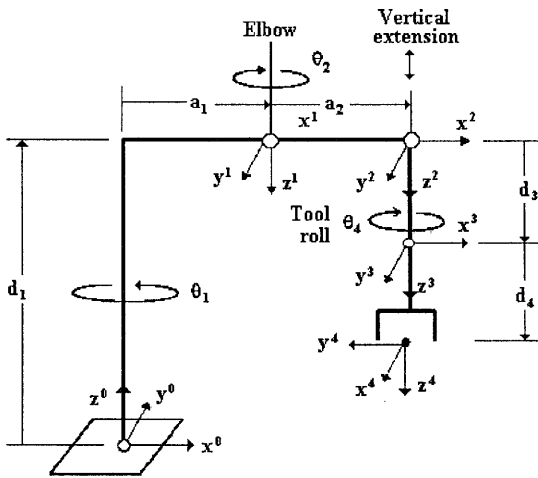 Elbow
Vertical
extension
θ₂
a₁
a₂
x¹
x²
y¹
z¹
y²
z²
d₃
Tool
roll
θ₄
x³
d₁
θ₁
y³
z³
d₄
y⁴
x⁴
z⁴
z⁰
y⁰
x⁰